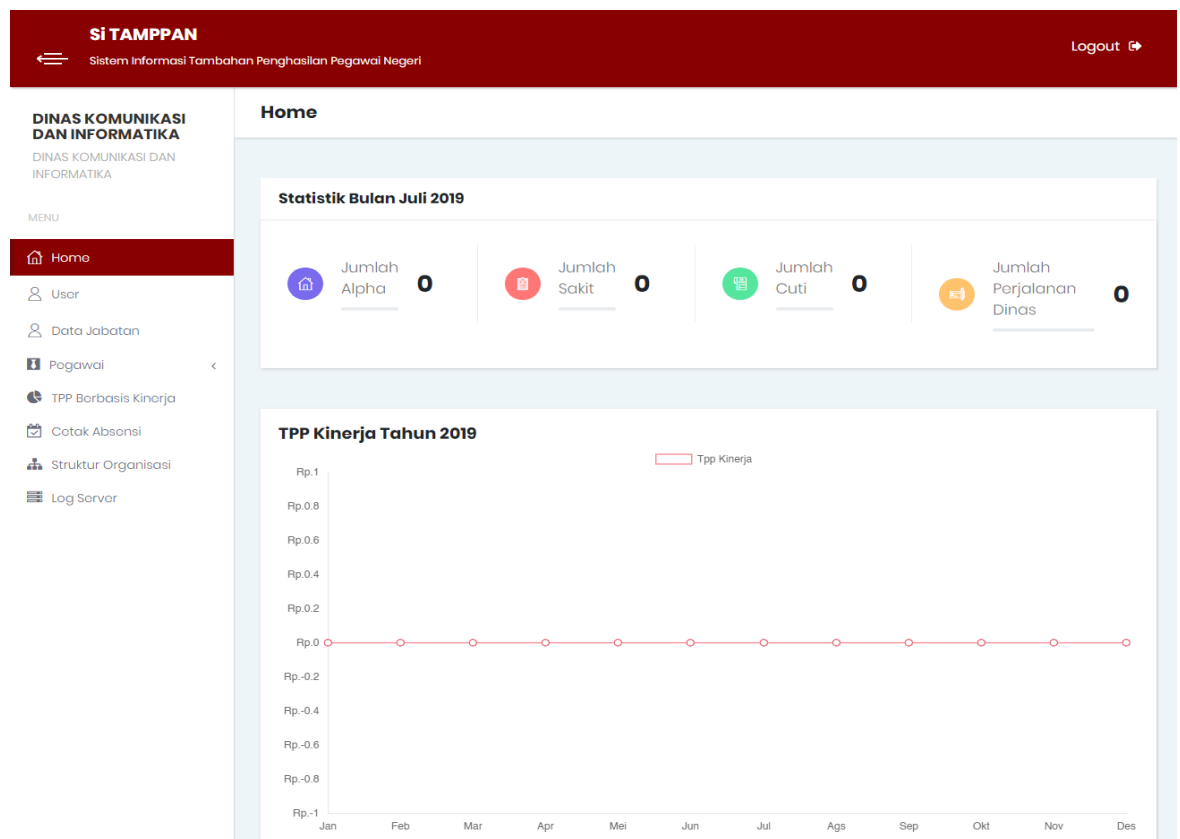 Si TAMPPAN
Sistem Informasi Tambahan Penghasilan Pegawai Negeri
Logout
DINAS KOMUNIKASI
DAN INFORMATIKA
DINAS KOMUNIKASI DAN
INFORMATIKA
MENU
Home
User
Data Jabatan
Pegawai
TPP Berbasis Kinerja
Cetak Absensi
Struktur Organisasi
Log Server
Home
Statistik Bulan Juli 2019
Jumlah
Alpha
0
Jumlah
Sakit
0
Jumlah
Cuti
0
Jumlah
Perjalanan
Dinas
0
TPP Kinerja Tahun 2019
Tpp Kinerja
Rp.1
Rp.0.8
Rp.0.6
Rp.0.4
Rp.0.2
Rp.0
Rp.-0.2
Rp.-0.4
Rp.-0.6
Rp.-0.8
Rp.-1
Jan Feb Mar Apr Mei Jun Jul Ags Sep Okt Nov Des